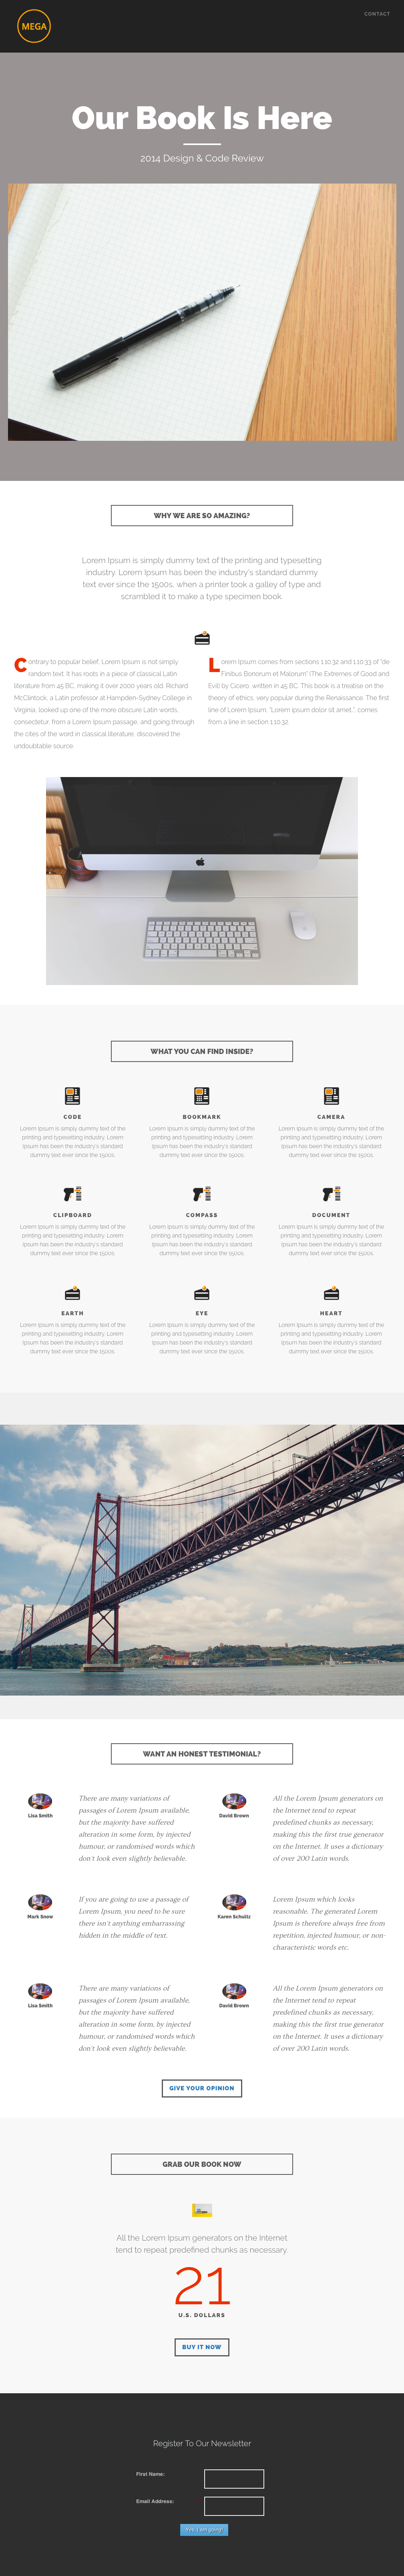 MEGA
CONTACT
Our Book Is Here
2014 Design & Code Review
WHY WE ARE SO AMAZING?
Lorem Ipsum is simply dummy text of the printing and typesetting
industry. Lorem Ipsum has been the industry's standard dummy
text ever since the 1500s, when a printer took a galley of type and
scrambled it to make a type specimen book.
Contrary to popular belief, Lorem Ipsum is not simply
random text. It has roots in a piece of classical Latin
literature from 45 BC, making it over 2000 years old. Richard
McClintock, a Latin professor at Hampden-Sydney College in
Virginia, looked up one of the more obscure Latin words,
consectetur, from a Lorem Ipsum passage, and going through
the cites of the word in classical literature, discovered the
undoubtable source.
Lorem Ipsum comes from sections 1.10.32 and 1.10.33 of "de
Finibus Bonorum et Malorum" (The Extremes of Good and
Evil) by Cicero, written in 45 BC. This book is a treatise on the
theory of ethics, very popular during the Renaissance. The first
line of Lorem Ipsum, "Lorem ipsum dolor sit amet.", comes
from a line in section 1.10.32.
WHAT YOU CAN FIND INSIDE?
CODE
Lorem Ipsum is simply dummy text of the
printing and typesetting industry. Lorem
Ipsum has been the industry's standard
dummy text ever since the 1500s.
BOOKMARK
Lorem Ipsum is simply dummy text of the
printing and typesetting industry. Lorem
Ipsum has been the industry's standard
dummy text ever since the 1500s.
CAMERA
Lorem Ipsum is simply dummy text of the
printing and typesetting industry. Lorem
Ipsum has been the industry's standard
dummy text ever since the 1500s.
CLIPBOARD
Lorem Ipsum is simply dummy text of the
printing and typesetting industry. Lorem
Ipsum has been the industry's standard
dummy text ever since the 1500s.
COMPASS
Lorem Ipsum is simply dummy text of the
printing and typesetting industry. Lorem
Ipsum has been the industry's standard
dummy text ever since the 1500s.
DOCUMENT
Lorem Ipsum is simply dummy text of the
printing and typesetting industry. Lorem
Ipsum has been the industry's standard
dummy text ever since the 1500s.
EARTH
Lorem Ipsum is simply dummy text of the
printing and typesetting industry. Lorem
Ipsum has been the industry's standard
dummy text ever since the 1500s.
EYE
Lorem Ipsum is simply dummy text of the
printing and typesetting industry. Lorem
Ipsum has been the industry's standard
dummy text ever since the 1500s.
HEART
Lorem Ipsum is simply dummy text of the
printing and typesetting industry. Lorem
Ipsum has been the industry's standard
dummy text ever since the 1500s.
WANT AN HONEST TESTIMONIAL?
Lisa Smith
There are many variations of
passages of Lorem Ipsum available,
but the majority have suffered
alteration in some form, by injected
humour, or randomised words which
don't look even slightly believable.
David Brown
All the Lorem Ipsum generators on
the Internet tend to repeat
predefined chunks as necessary,
making this the first true generator
on the Internet. It uses a dictionary
of over 200 Latin words.
Mark Snow
If you are going to use a passage of
Lorem Ipsum, you need to be sure
there isn't anything embarrassing
hidden in the middle of text.
Karen Schultz
Lorem Ipsum which looks
reasonable. The generated Lorem
Ipsum is therefore always free from
repetition, injected humour, or non-
characteristic words etc.
Lisa Smith
There are many variations of
passages of Lorem Ipsum available,
but the majority have suffered
alteration in some form, by injected
humour, or randomised words which
don't look even slightly believable.
David Brown
All the Lorem Ipsum generators on
the Internet tend to repeat
predefined chunks as necessary,
making this the first true generator
on the Internet. It uses a dictionary
of over 200 Latin words.
GIVE YOUR OPINION
GRAB OUR BOOK NOW
All the Lorem Ipsum generators on the Internet
tend to repeat predefined chunks as necessary.
21
U.S. DOLLARS
BUY IT NOW
Register To Our Newsletter
First Name:
Email Address:
Yes, I am going!